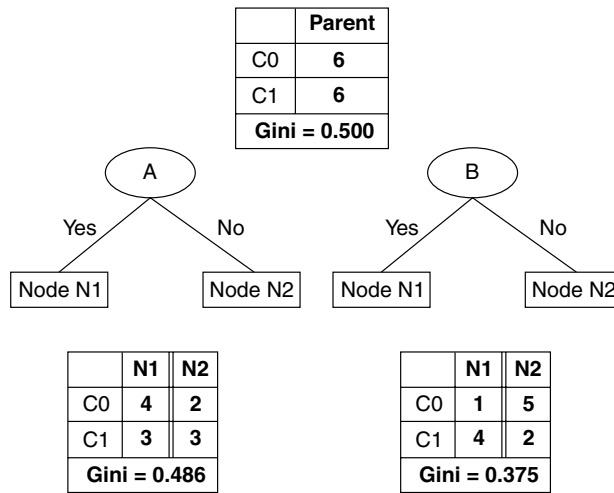 Parent
C0 6
C1 6
Gini = 0.500
A B
Yes No Yes No
Node N1 Node N2 Node N1 Node N2
N1 N2
C0 4 2
C1 3 3
Gini = 0.486
N1 N2
C0 1 5
C1 4 2
Gini = 0.375